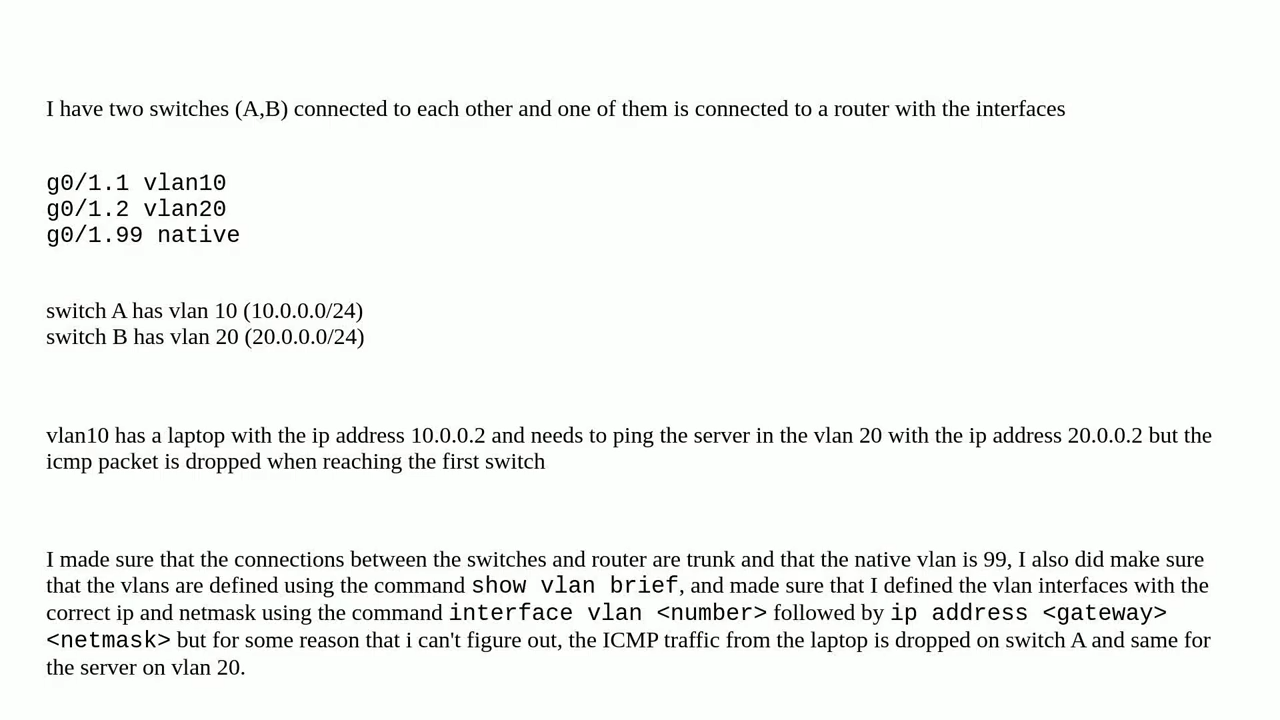 I have two switches (A,B) connected to each other and one of them is connected to a router with the interfaces
g0/1.1 vlan10
g0/1.2 vlan20
g0/1.99 native
switch A has vlan 10 (10.0.0.0/24)
switch B has vlan 20 (20.0.0.0/24)
vlan10 has a laptop with the ip address 10.0.0.2 and needs to ping the server in the vlan 20 with the ip address 20.0.0.2 but the
icmp packet is dropped when reaching the first switch
I made sure that the connections between the switches and router are trunk and that the native vlan is 99, I also did make sure
that the vlans are defined using the command show vlan brief, and made sure that I defined the vlan interfaces with the
correct ip and netmask using the command interface vlan <number> followed by ip address <gateway>
<netmask> but for some reason that i can't figure out, the ICMP traffic from the laptop is dropped on switch A and same for
the server on vlan 20.